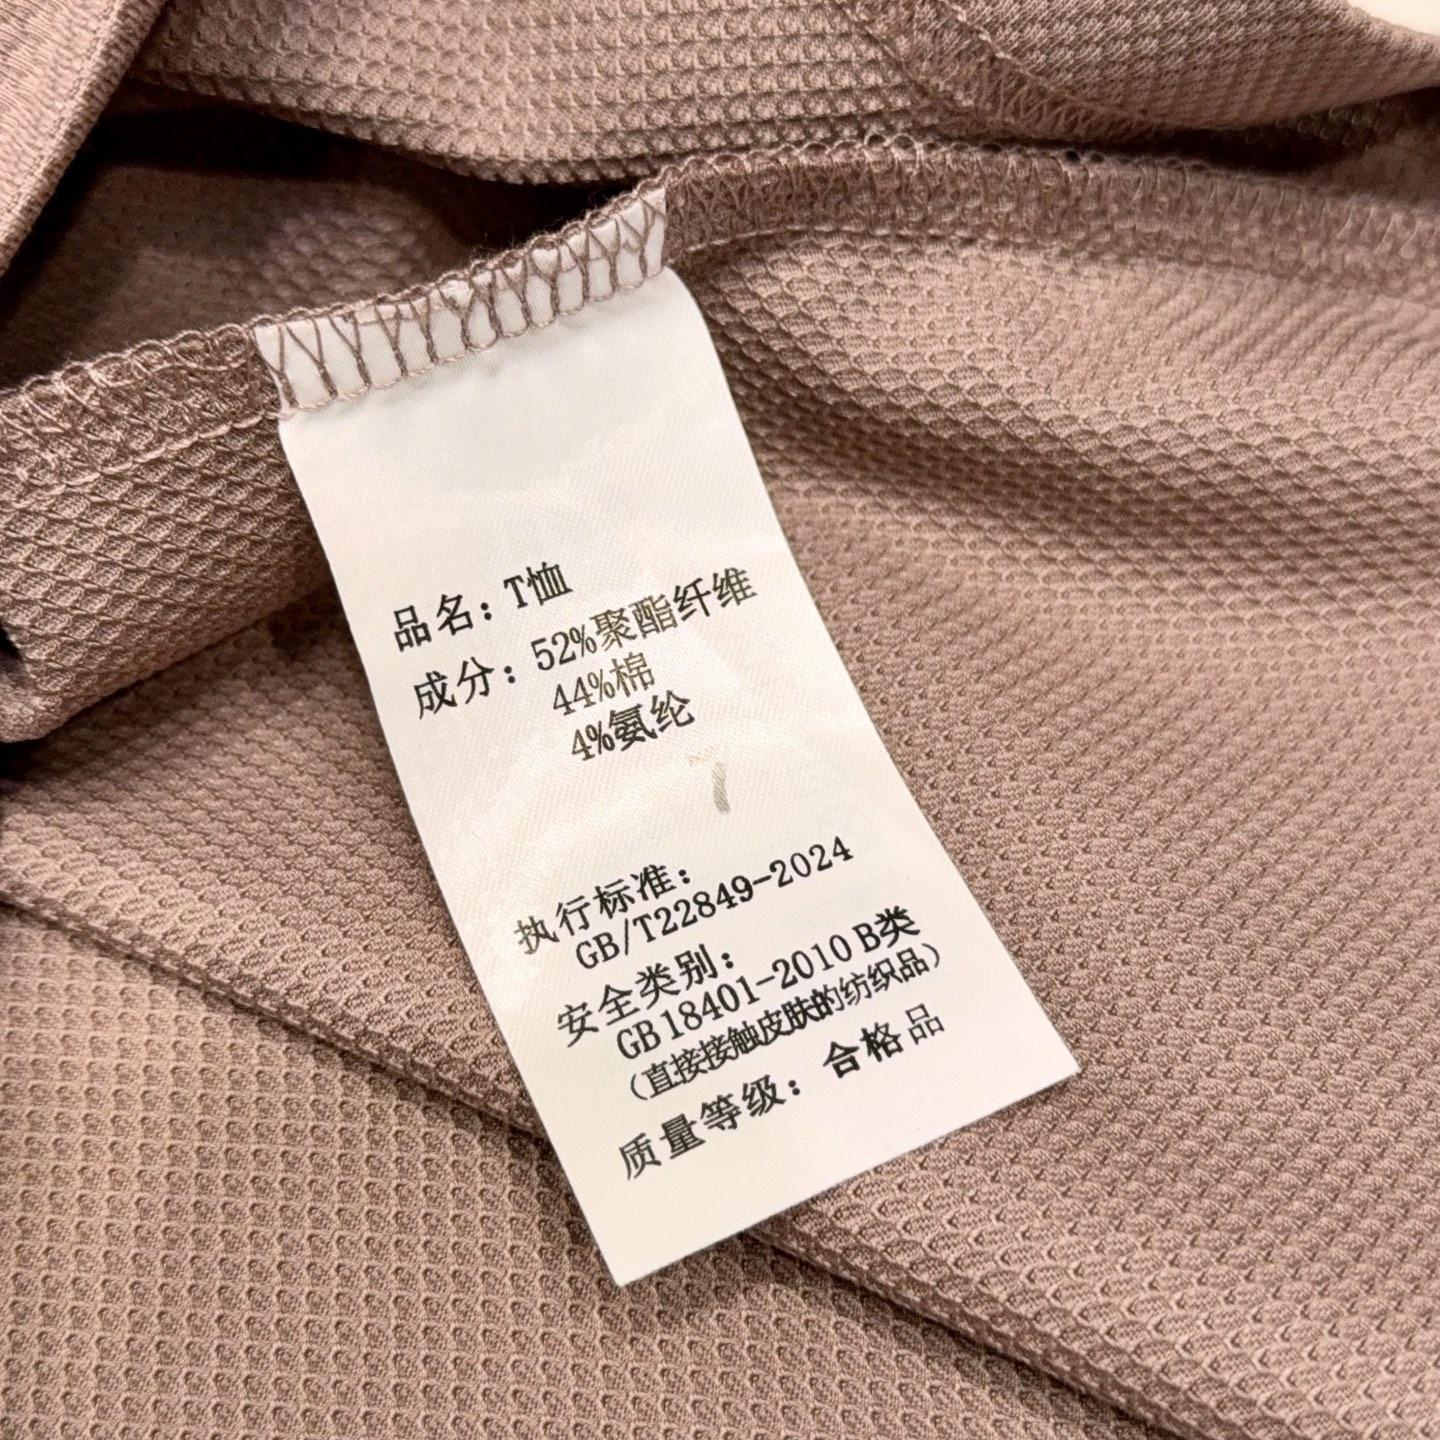 品名：T恤
成分：52%聚酯纤维
44%棉
4%氨纶
执行标准：
GB/T22849-2024
安全类别：
GB18401-2010 B类
（直接接触皮肤的纺织品）
质量等级：合格品